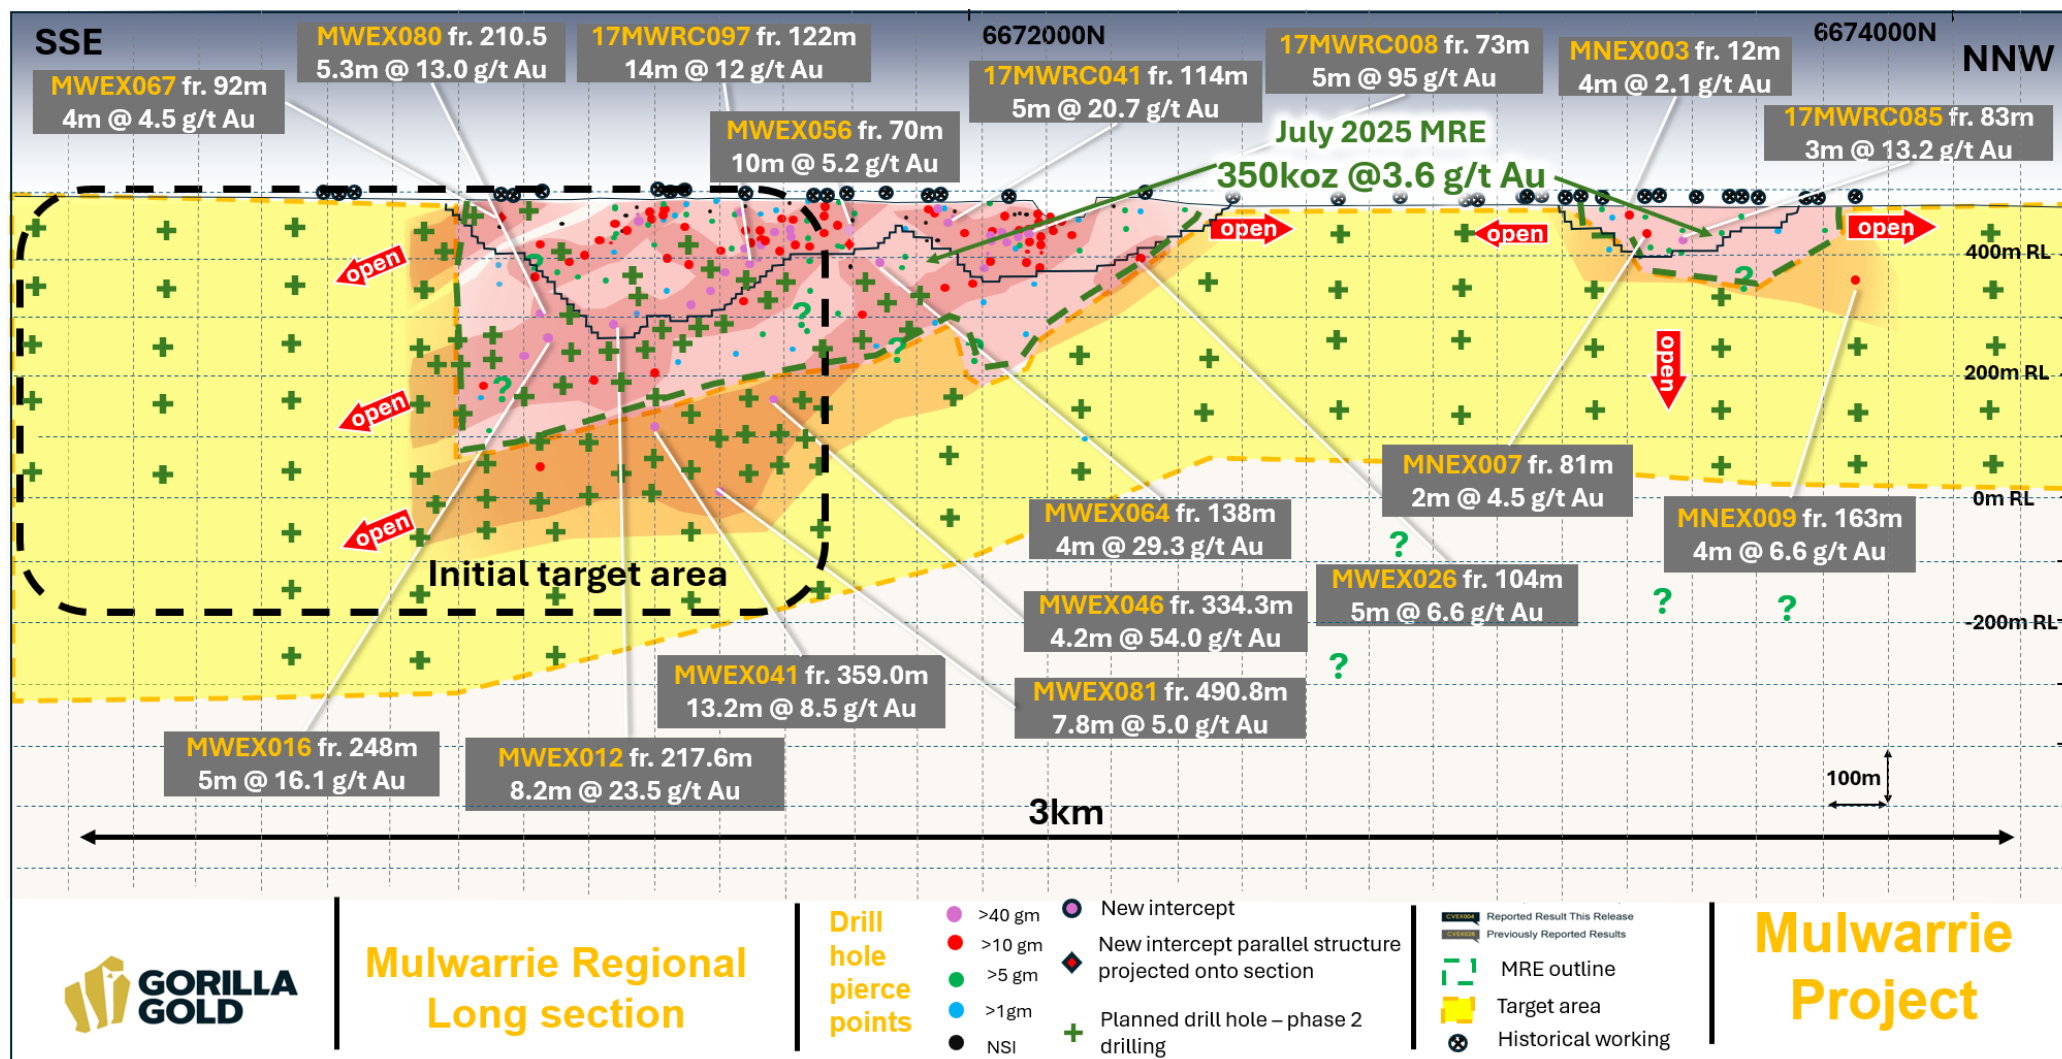 SSE
MWEX080 fr. 210.5
5.3m @ 13.0 g/t Au
17MWRC097 fr. 122m
14m @ 12 g/t Au
6672000N
17MWRC008 fr. 73m
5m @ 95 g/t Au
MNEX003 fr. 12m
4m @ 2.1 g/t Au
6674000N
NNW
MWEX067 fr. 92m
4m @ 4.5 g/t Au
17MWRC041 fr. 114m
5m @ 20.7 g/t Au
MWEX056 fr. 70m
10m @ 5.2 g/t Au
17MWRC085 fr. 83m
3m @ 13.2 g/t Au
July 2025 MRE
350koz @3.6 g/t Au
open
open
open
open
400m RL
?
?
?
?
?
?
open
open
200m RL
open
0m RL
Initial target area
MNEX007 fr. 81m
2m @ 4.5 g/t Au
MWEX064 fr. 138m
4m @ 29.3 g/t Au
MNEX009 fr. 163m
4m @ 6.6 g/t Au
?
MWEX026 fr. 104m
5m @ 6.6 g/t Au
?
?
?
MWEX046 fr. 334.3m
4.2m @ 54.0 g/t Au
-200m RL
MWEX041 fr. 359.0m
13.2m @ 8.5 g/t Au
MWEX081 fr. 490.8m
7.8m @ 5.0 g/t Au
MWEX016 fr. 248m
5m @ 16.1 g/t Au
MWEX012 fr. 217.6m
8.2m @ 23.5 g/t Au
100m
3km
GORILLA
GOLD
Mulwarrie Regional
Long section
Drill
hole
pierce
points
>40 gm
>10 gm
>5 gm
>1gm
NSI
New intercept
New intercept parallel structure
projected onto section
Planned drill hole – phase 2
drilling
CVEX004 Reported Result This Release
Previously Reported Results
MRE outline
Target area
Historical working
Mulwarrie
Project